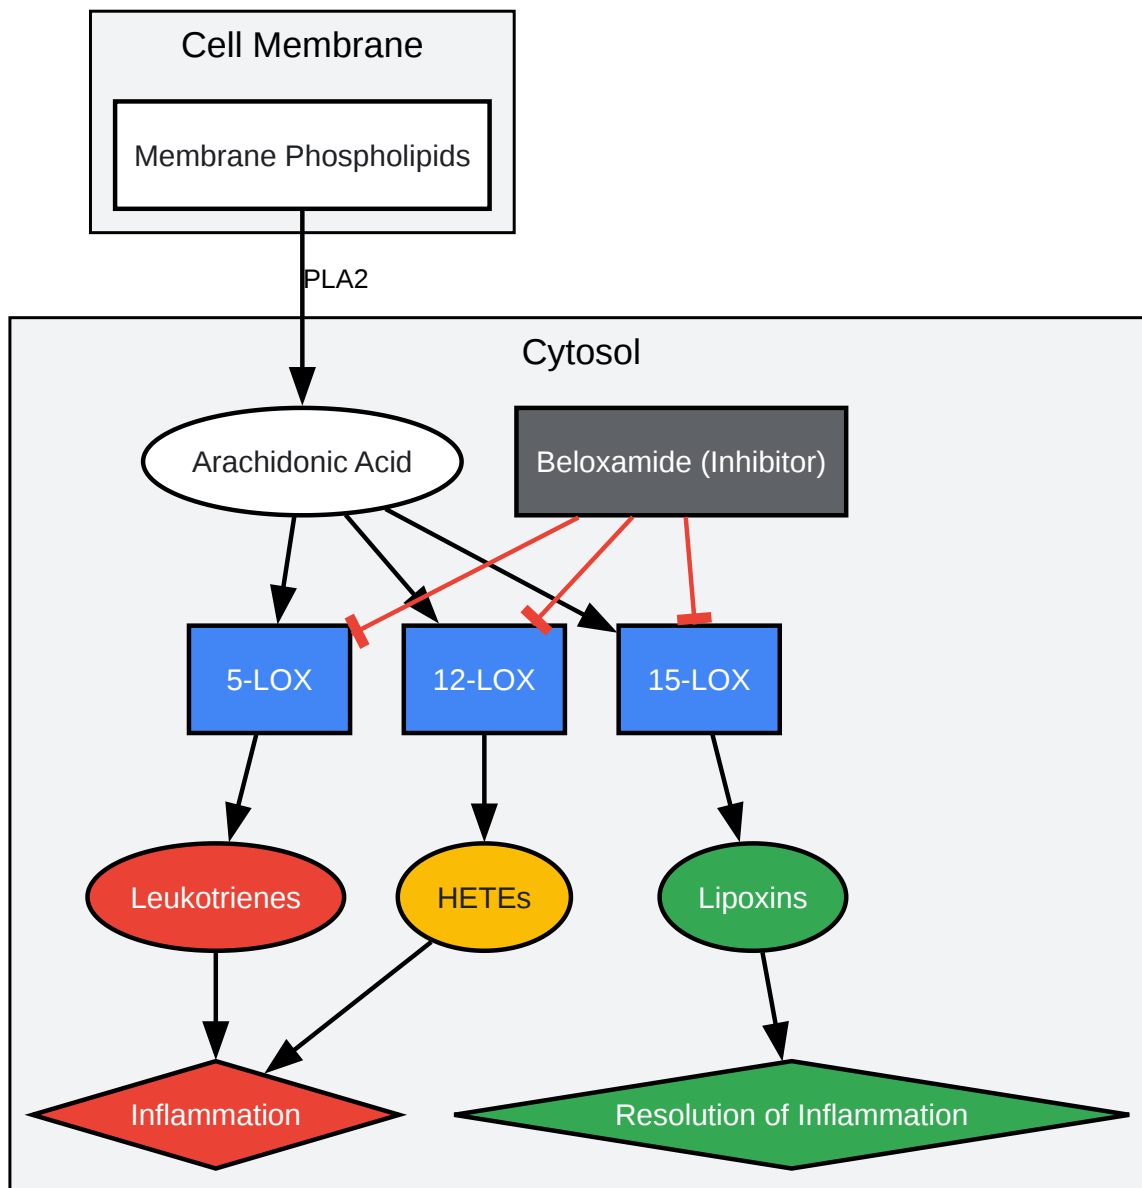 Cell Membrane
Membrane Phospholipids
PLA2
Cytosol
Arachidonic Acid
Beloxamide (Inhibitor)
5-LOX
12-LOX
15-LOX
Leukotrienes
HETEs
Lipoxins
Inflammation
Resolution of Inflammation